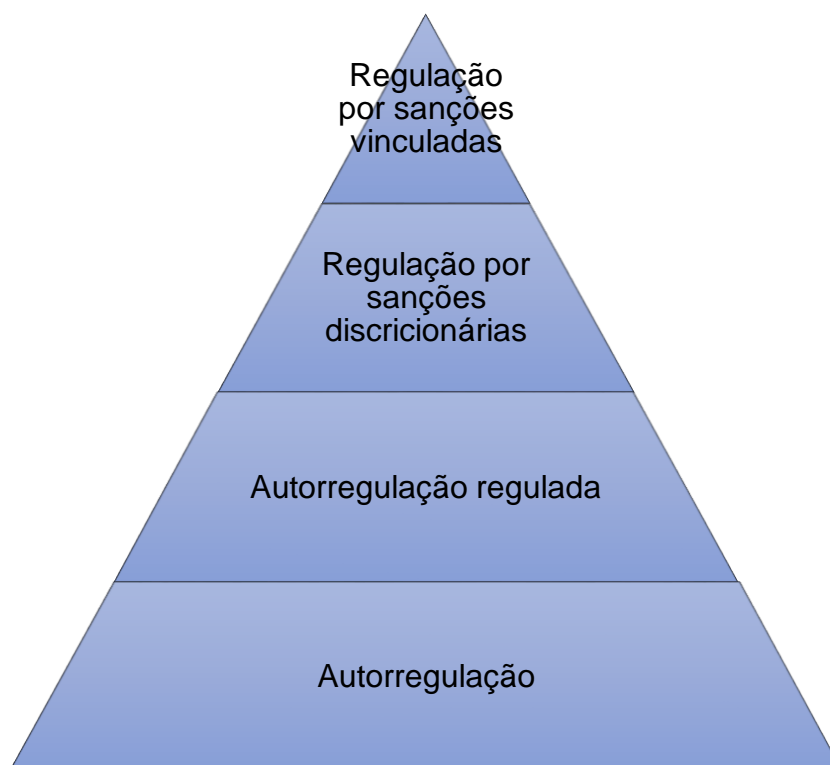 Regulação
por sanções
vinculadas
Regulação por
sanções
discricionárias
Autorregulação regulada
Autorregulação